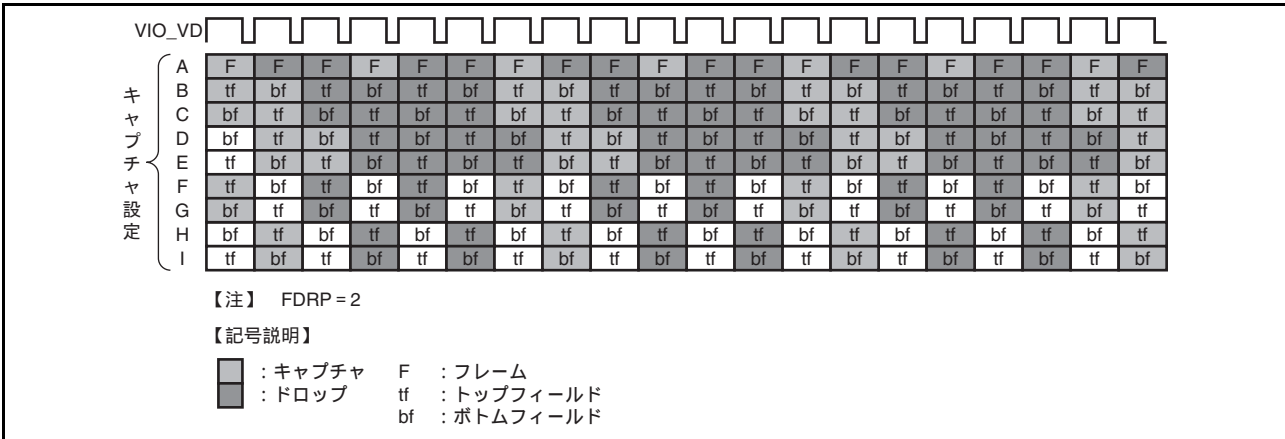 VIO_VD
キャプチャ設定
A F F F F F F F F F F F F F F F F F F F F
B tf bf tf bf tf bf tf bf tf bf tf bf tf bf tf bf tf bf tf bf
C bf tf bf tf bf tf bf tf bf tf bf tf bf tf bf tf bf tf bf tf
D bf tf bf tf bf tf bf tf bf tf bf tf bf tf bf tf bf tf bf tf
E tf bf tf bf tf bf tf bf tf bf tf bf tf bf tf bf tf bf tf bf
F tf bf tf bf tf bf tf bf tf bf tf bf tf bf tf bf tf bf tf bf
G bf tf bf tf bf tf bf tf bf tf bf tf bf tf bf tf bf tf bf tf
H bf tf bf tf bf tf bf tf bf tf bf tf bf tf bf tf bf tf bf tf
I tf bf tf bf tf bf tf bf tf bf tf bf tf bf tf bf tf bf tf bf
【注】 FDRP = 2
【記号説明】
：キャプチャ F ：フレーム
：ドロップ tf ：トップフィールド
bf ：ボトムフィールド